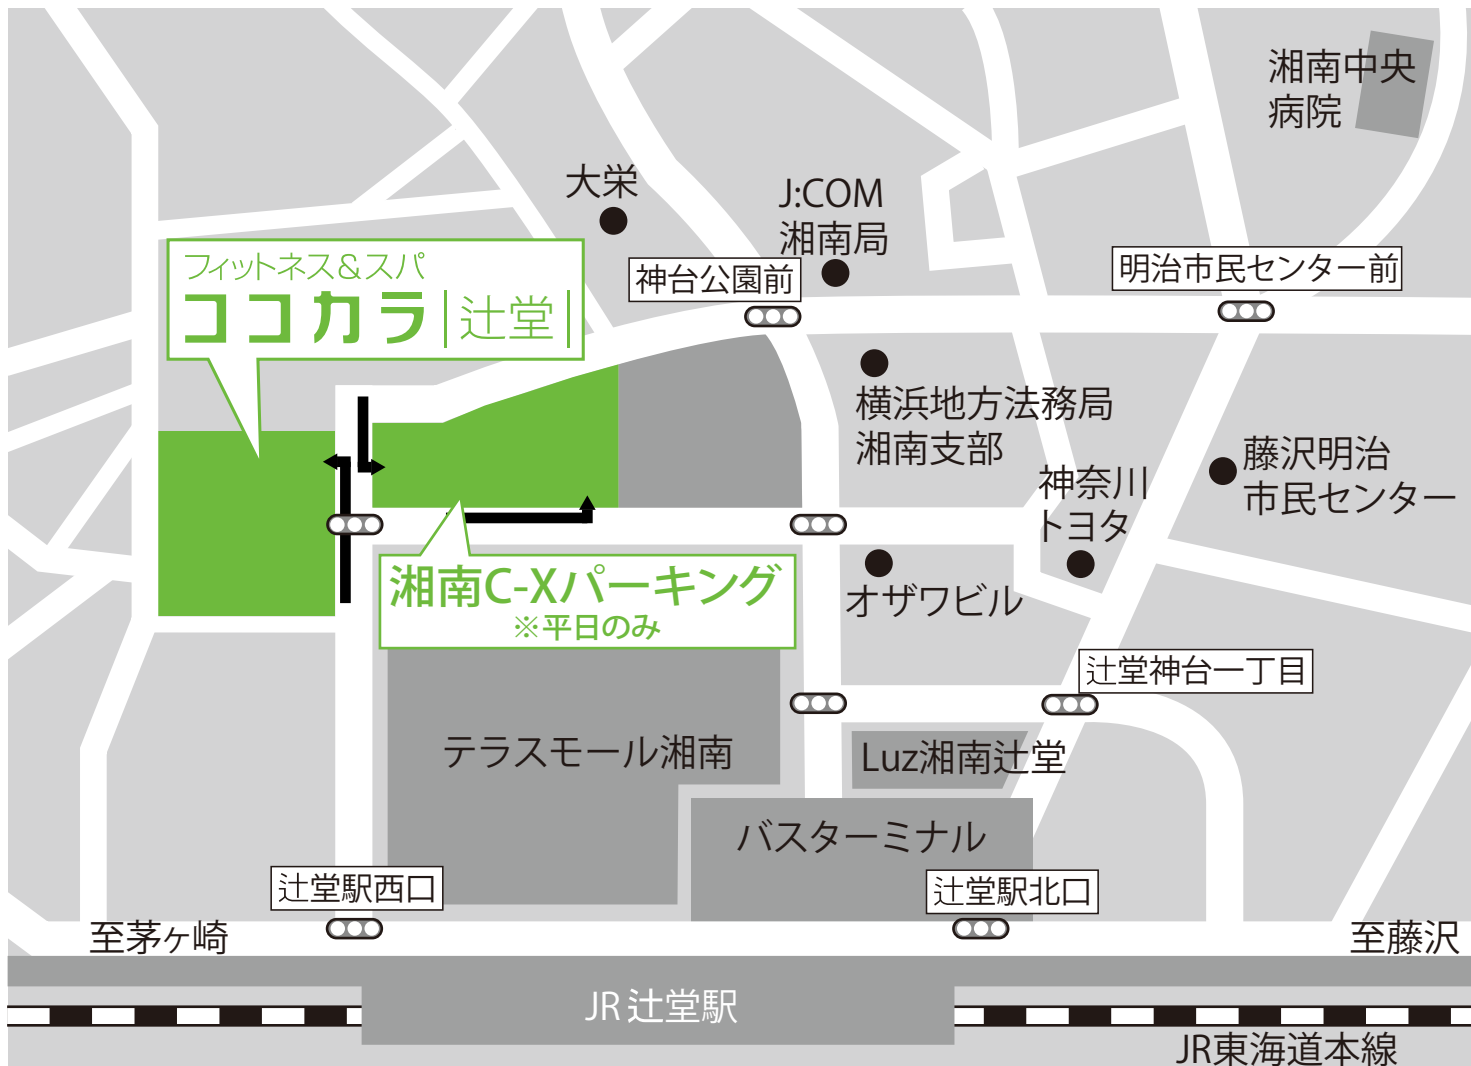 湘南中央
病院
大栄
J:COM
湘南局
フィットネス&スパ
ココカラ 辻堂
神台公園前
明治市民センター前
横浜地方法務局
湘南支部
藤沢明治
市民センター
神奈川
トヨタ
湘南C-Xパーキング
※平日のみ
オザワビル
辻堂神台一丁目
テラスモール湘南
Luz湘南辻堂
バスターミナル
辻堂駅西口
辻堂駅北口
至茅ヶ崎
至藤沢
JR 辻堂駅
JR東海道本線